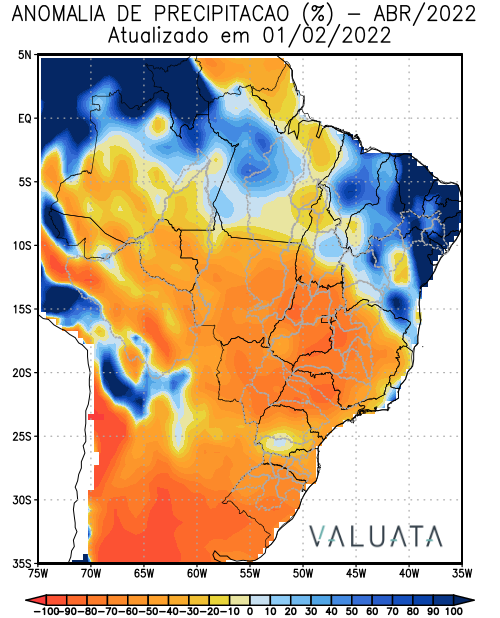 ANOMALIA DE PRECIPITACAO (%) – ABR/2022
Atualizado em 01/02/2022
5N
EQ
5S
10S
15S
20S
25S
30S
35S
VALUATA
75W 70W 65W 60W 55W 50W 45W 40W 35W
-100 -90 -80 -70 -60 -50 -40 -30 -20 -10 0 10 20 30 40 50 60 70 80 90 100